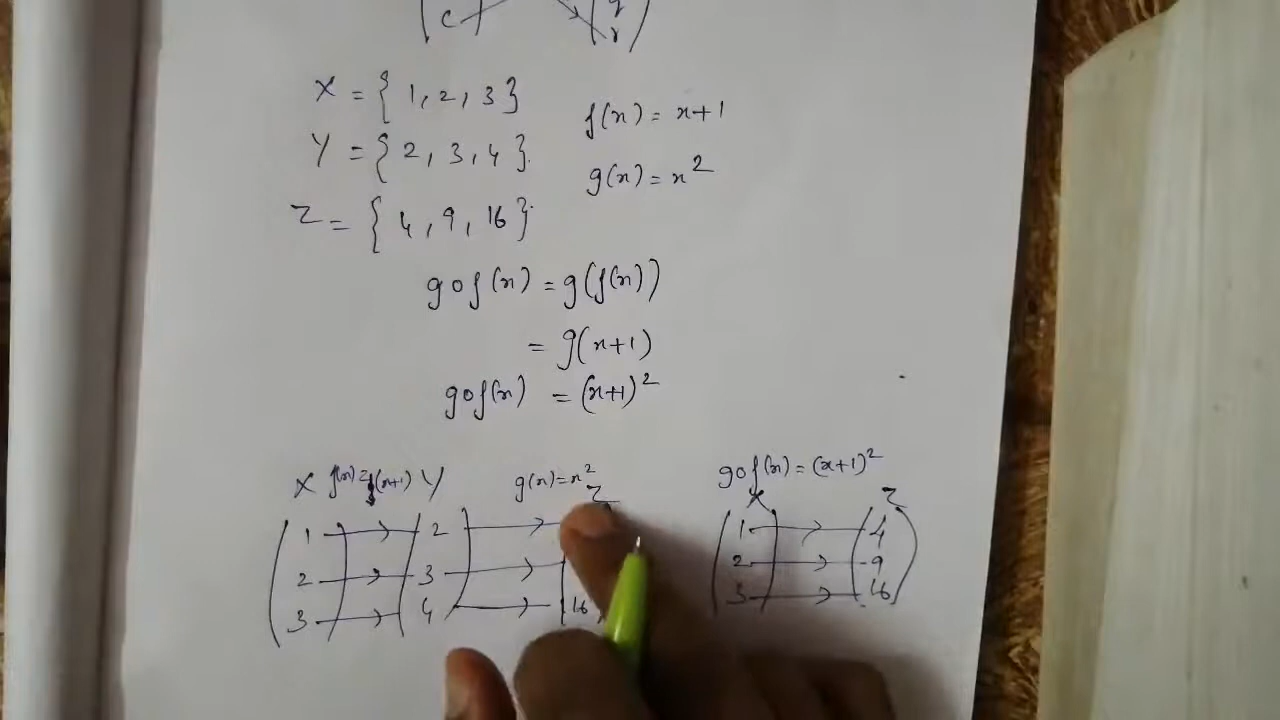 c q
r
X = { 1, 2, 3 }
f(x) = x+1
Y = { 2, 3, 4 }.
g(x) = x²
Z = { 4, 9, 16 }
gof(x) = g(f(x))
= g(x+1)
gof(x) = (x+1)²
X f(x)=(x+1) Y g(x)=x² Z
gof(x) = (x+1)²
X Z
1 2
2 3
3 4 16
1 4
2 9
3 16